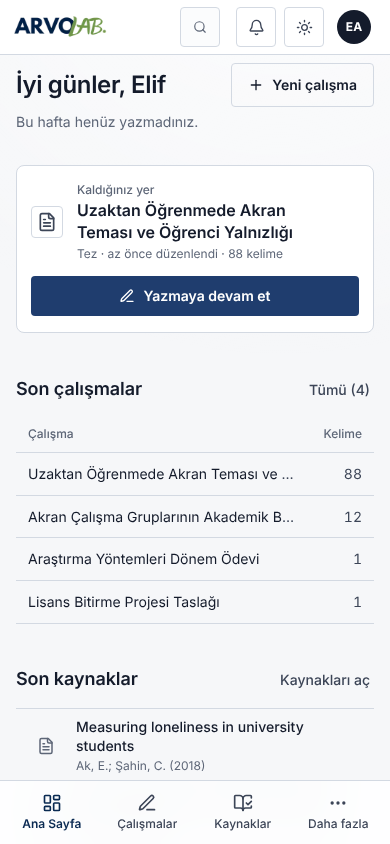 ARVOLAB.
EA
İyi günler, Elif
Yeni çalışma
Bu hafta henüz yazmadınız.
Kaldığınız yer
Uzaktan Öğrenmede Akran
Teması ve Öğrenci Yalnızlığı
Tez · az önce düzenlendi · 88 kelime
Yazmaya devam et
Son çalışmalar
Tümü (4)
Çalışma Kelime
Uzaktan Öğrenmede Akran Teması ve ... 88
Akran Çalışma Gruplarının Akademik B... 12
Araştırma Yöntemleri Dönem Ödevi 1
Lisans Bitirme Projesi Taslağı 1
Son kaynaklar
Kaynakları aç
Measuring loneliness in university
students
Ak, E.; Şahin, C. (2018)
Ana Sayfa Çalışmalar Kaynaklar Daha fazla